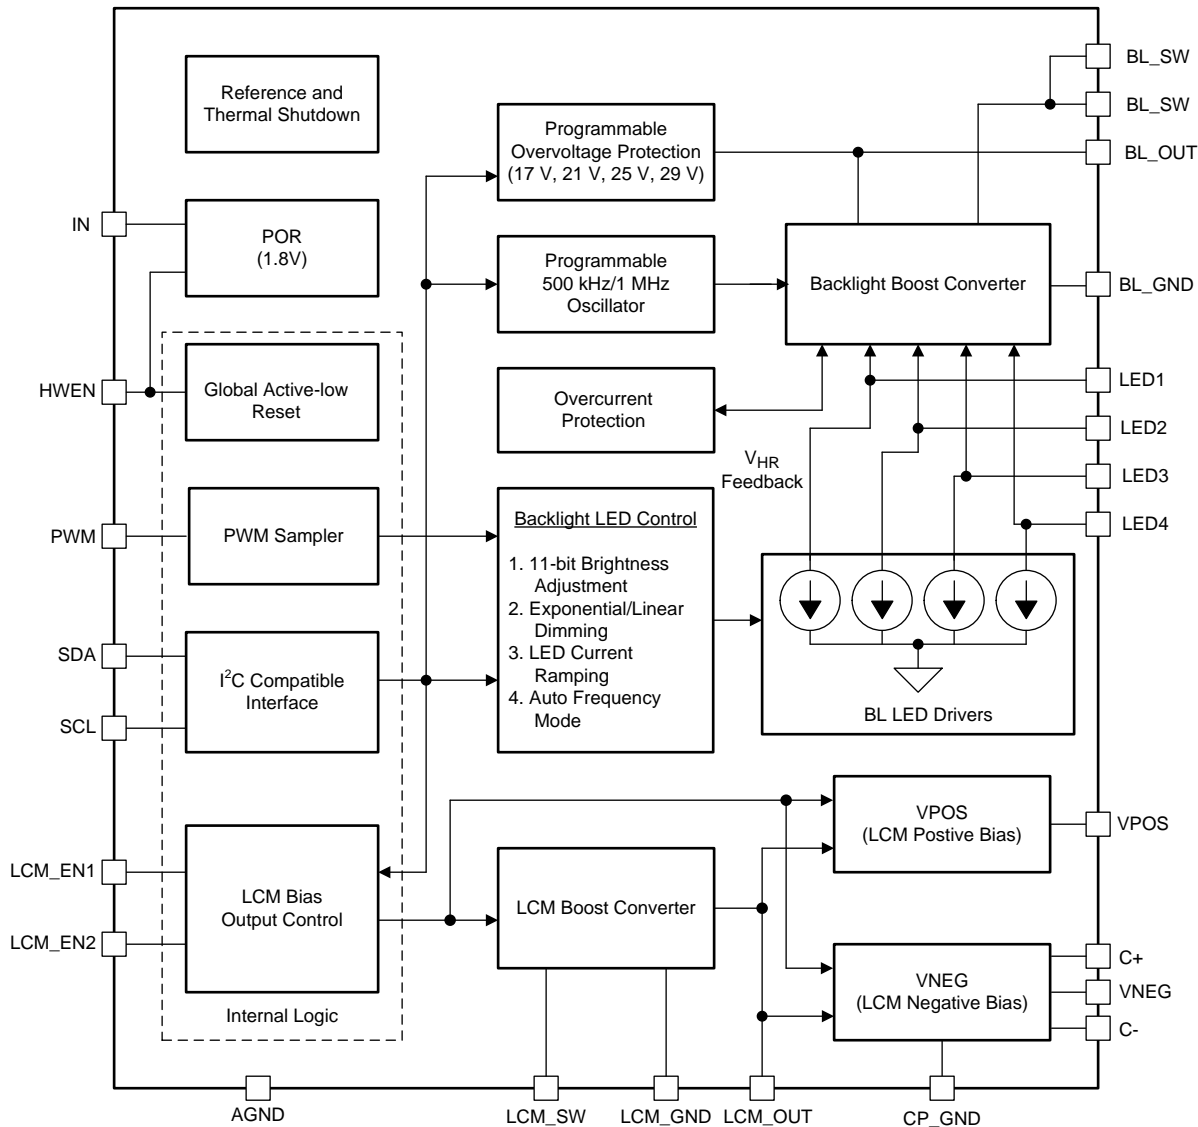 Reference and
Thermal Shutdown
BL_SW
BL_SW
Programmable
Overvoltage Protection
(17 V, 21 V, 25 V, 29 V)
BL_OUT
IN
POR
(1.8V)
Programmable
500 kHz/1 MHz
Oscillator
Backlight Boost Converter
BL_GND
HWEN
Global Active-low
Reset
Overcurrent
Protection
LED1
LED2
LED3
LED4
VHR
Feedback
PWM
PWM Sampler
Backlight LED Control
1. 11-bit Brightness
Adjustment
2. Exponential/Linear
Dimming
3. LED Current
Ramping
4. Auto Frequency
Mode
SDA
SCL
I²C Compatible
Interface
BL LED Drivers
VPOS
(LCM Postive Bias)
VPOS
LCM_EN1
LCM_EN2
LCM Bias
Output Control
LCM Boost Converter
VNEG
(LCM Negative Bias)
C+
VNEG
C-
Internal Logic
AGND
LCM_SW
LCM_GND
LCM_OUT
CP_GND